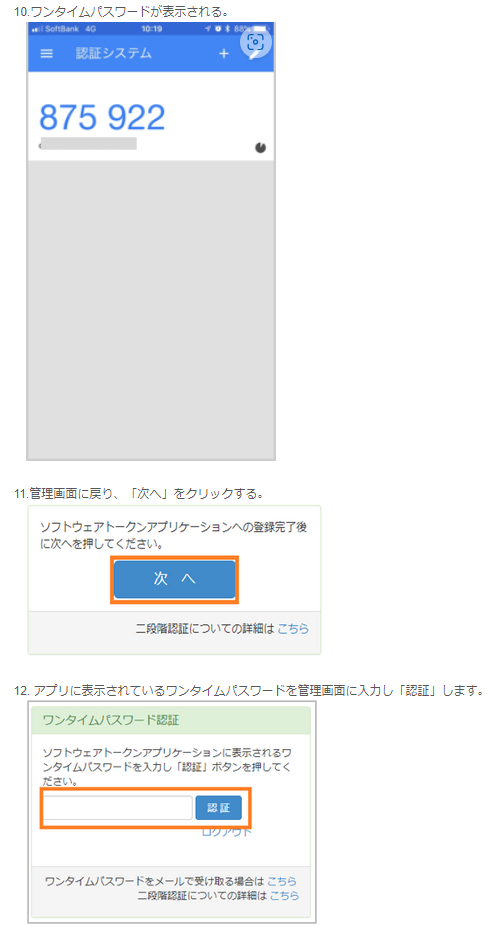 10.ワンタイムパスワードが表示される。
SoftBank 4G 10:19 88%
認証システム
875 922
11.管理画面に戻り、「次へ」をクリックする。
ソフトウェアトークンアプリケーションへの登録完了後
に次へを押してください。
次 へ
二段階認証についての詳細は こちら
12. アプリに表示されているワンタイムパスワードを管理画面に入力し「認証」します。
ワンタイムパスワード認証
ソフトウェアトークンアプリケーションに表示されるワ
ンタイムパスワードを入力し「認証」ボタンを押してく
ださい。
認証
ログアウト
ワンタイムパスワードをメールで受け取る場合は こちら
二段階認証についての詳細は こちら